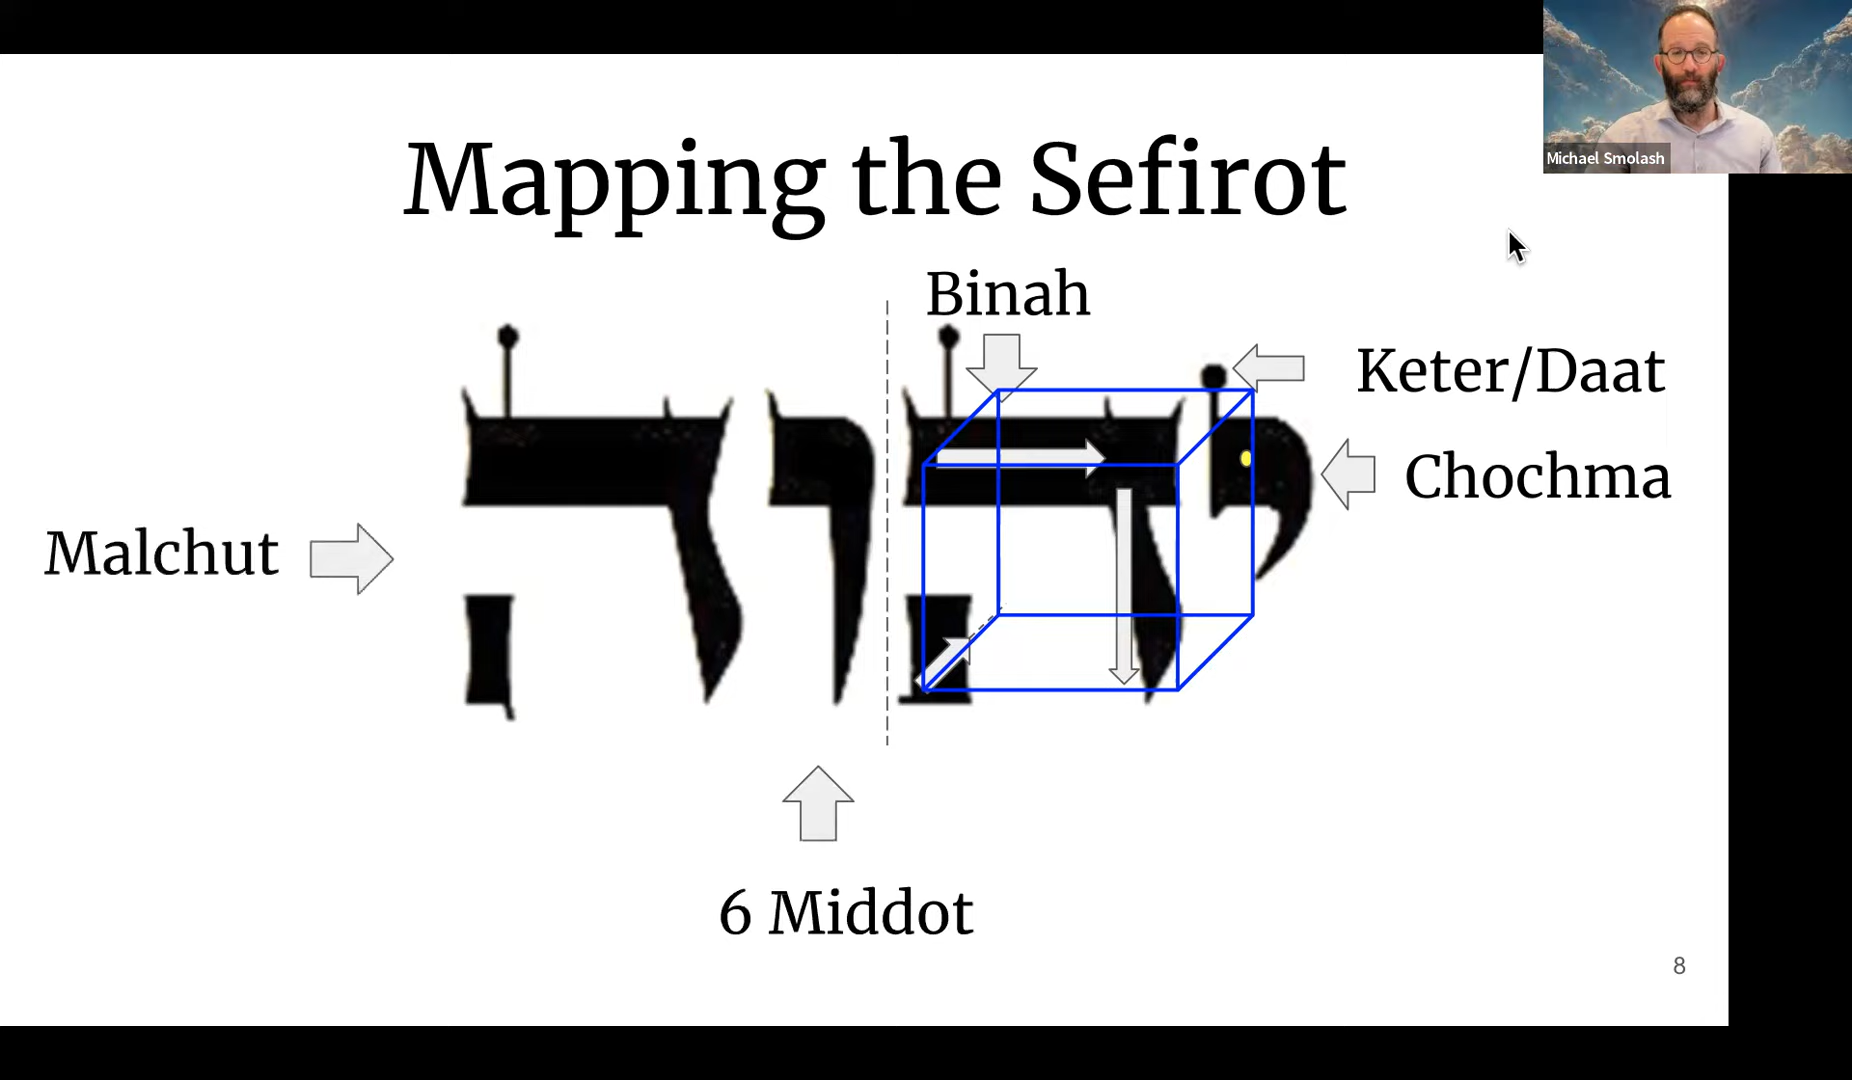 Mapping the Sefirot
Michael Smolash
Binah
Keter/Daat
Chochma
Malchut
יהוה
6 Middot
8